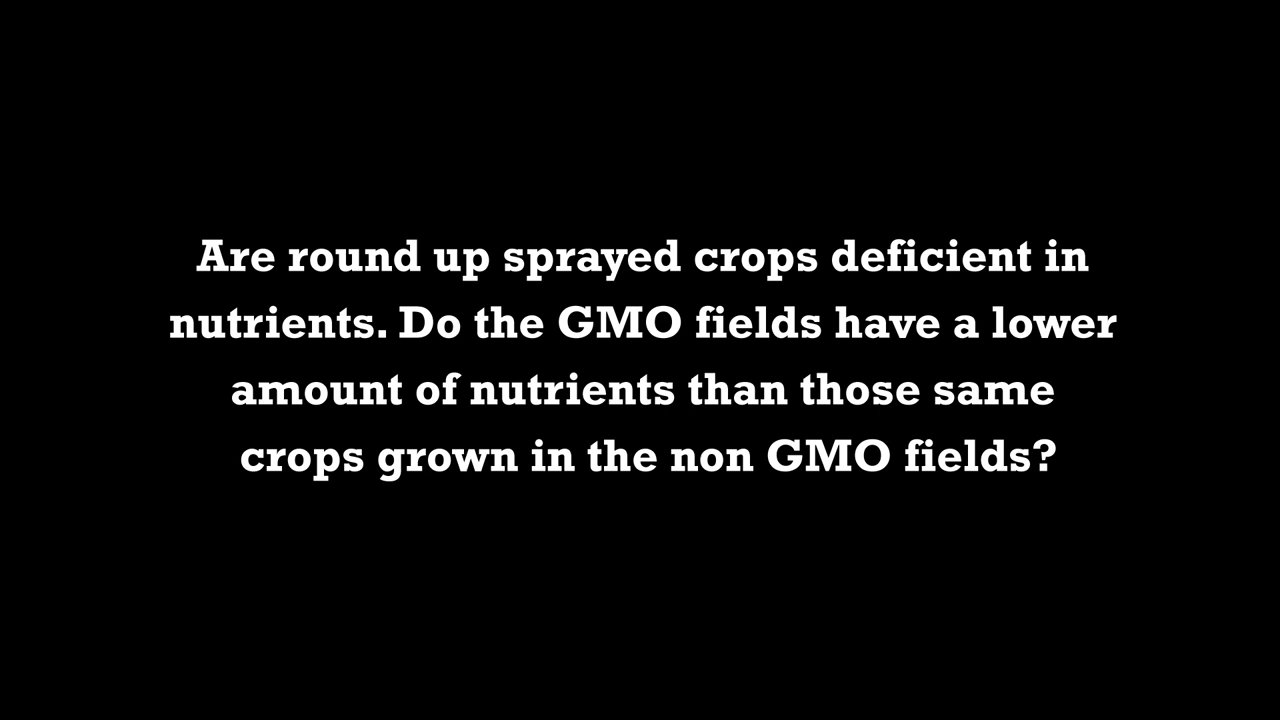 Are round up sprayed crops deficient in
nutrients. Do the GMO fields have a lower
amount of nutrients than those same
crops grown in the non GMO fields?